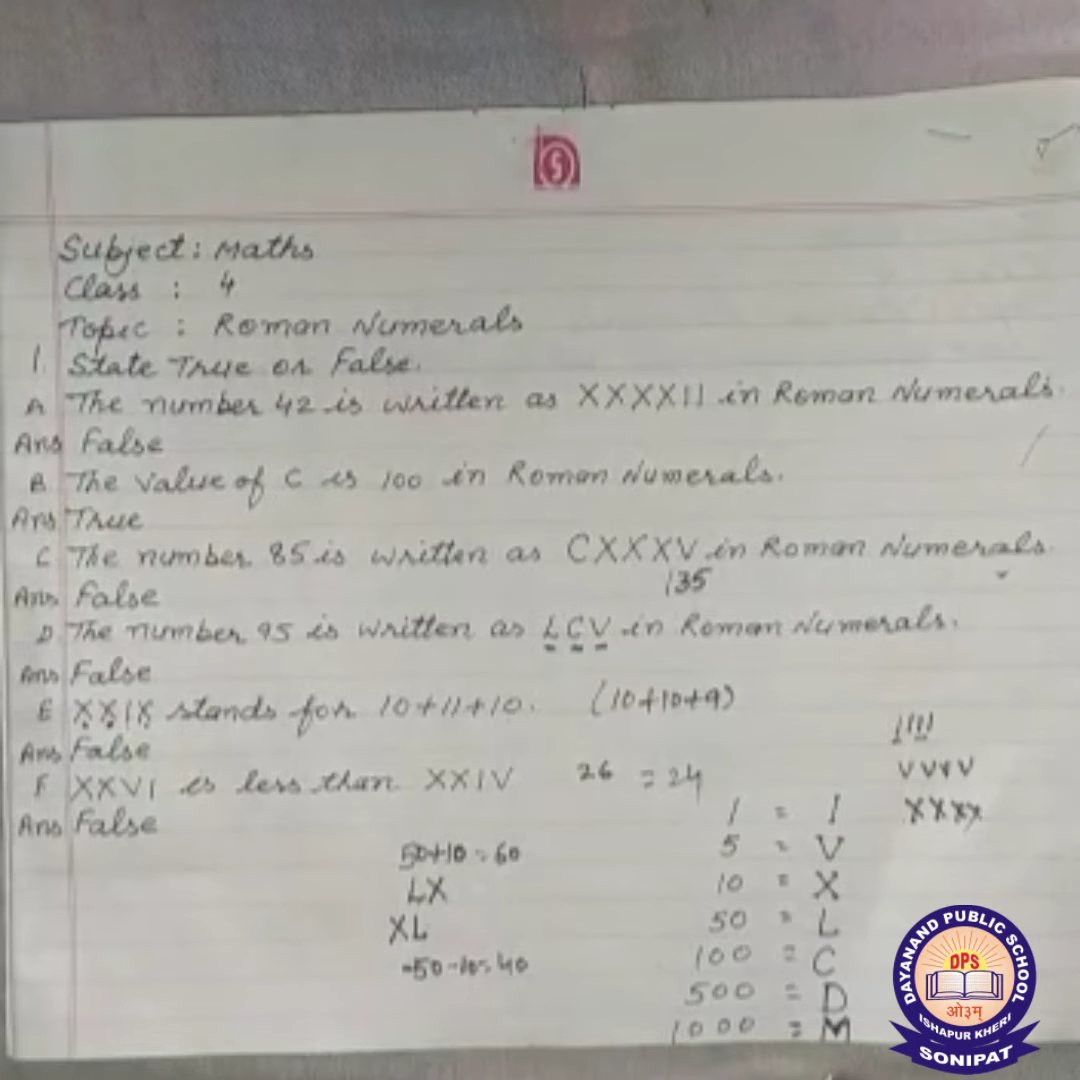 Subject: Maths
Class : 4
Topic : Roman Numerals
1. State True or False.
A The number 42 is written as XXXXII in Roman Numerals.
Ans False
B The value of C is 100 in Roman Numerals.
Ans True
C The number 85 is written as CXXXV in Roman Numerals.
135
Ans False
D The number 95 is written as LCV in Roman Numerals.
Ans False
E XXIX stands for 10+11+10. (10+10+9)
Ans False
F XXVI is less than XXIV 26 = 24
Ans False
IIII
VVVV
XXXX
50+10=60
LX
XL
-50-10=40
1 = I
5 = V
10 = X
50 = L
100 = C
500 = D
1000 = M
DAYANAND PUBLIC SCHOOL
DPS
ओ३म्
ISHAPUR KHERI
SONIPAT